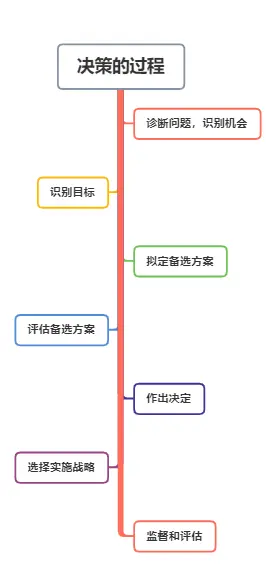 决策的过程
诊断问题，识别机会
识别目标
拟定备选方案
评估备选方案
作出决定
选择实施战略
监督和评估